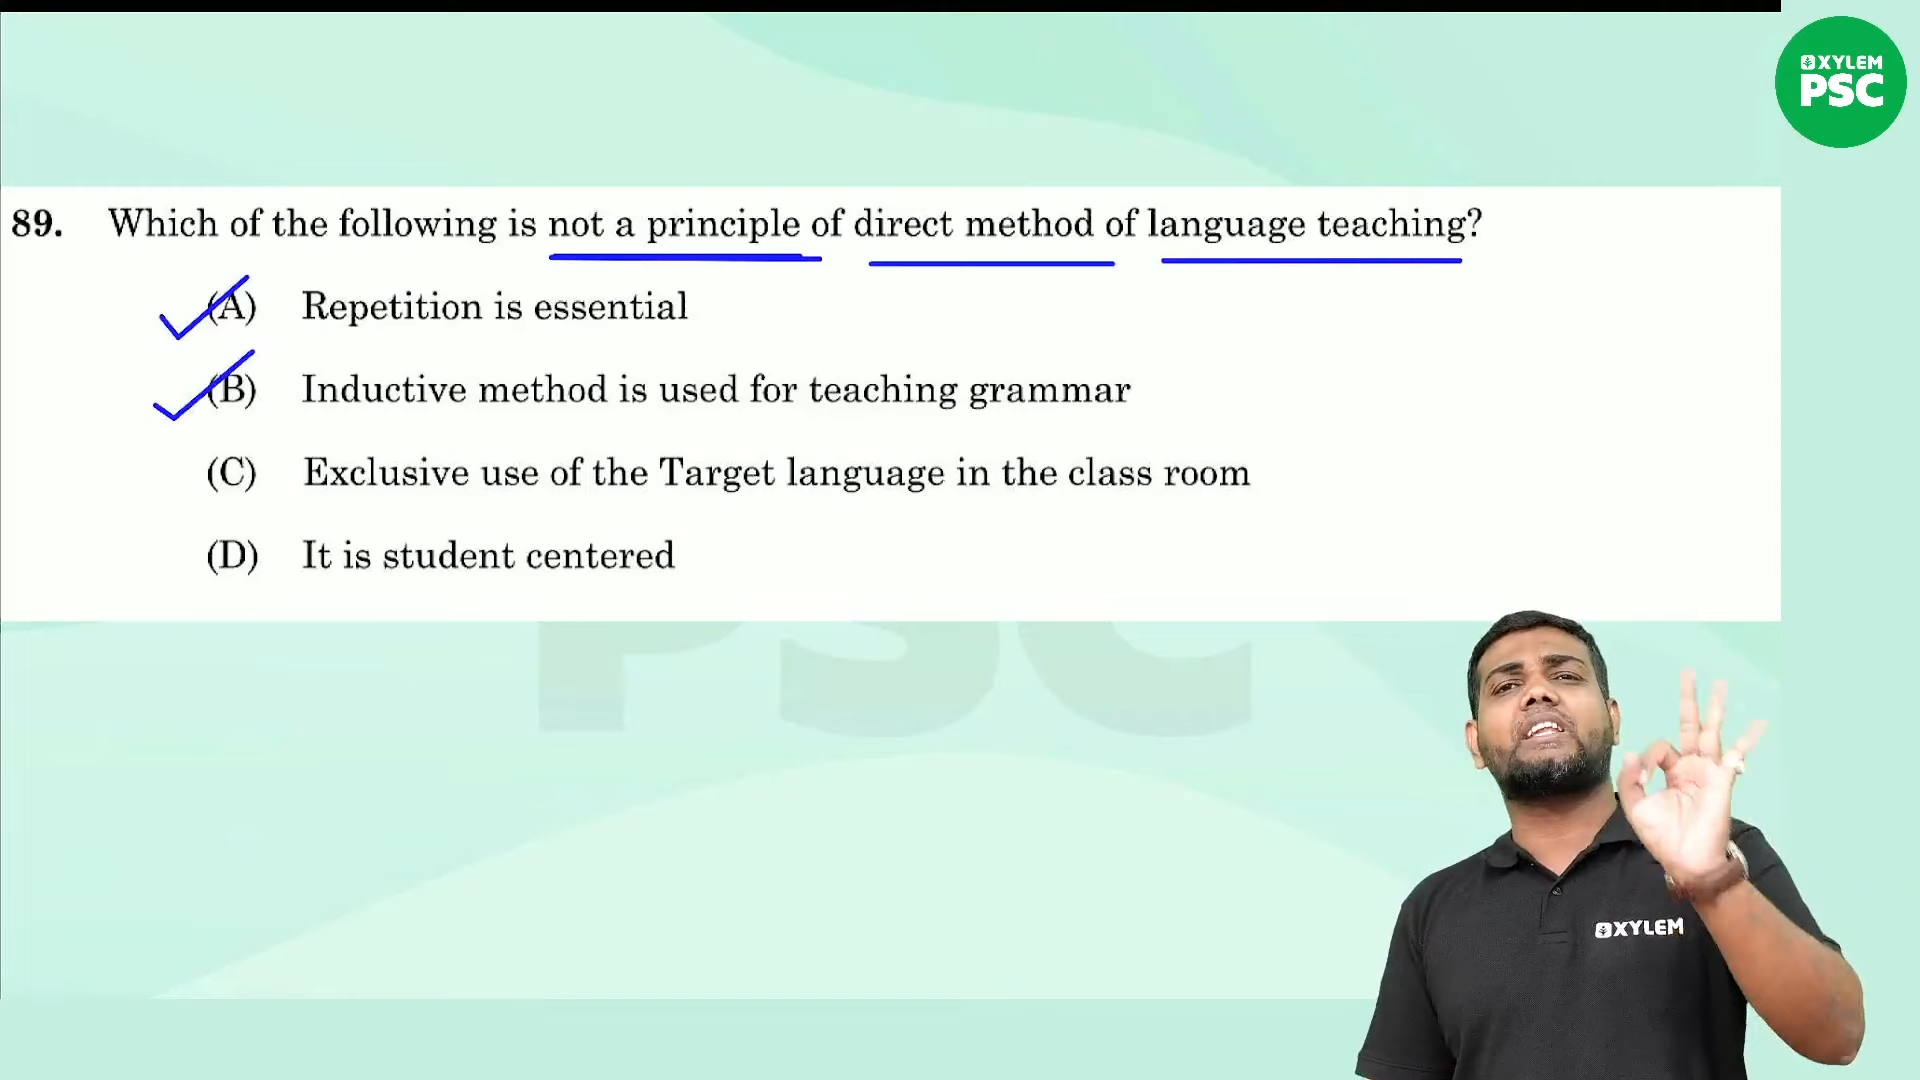 XYLEM
PSC
89. Which of the following is not a principle of direct method of language teaching?
(A) Repetition is essential
(B) Inductive method is used for teaching grammar
(C) Exclusive use of the Target language in the class room
(D) It is student centered
PSC
XYLEM